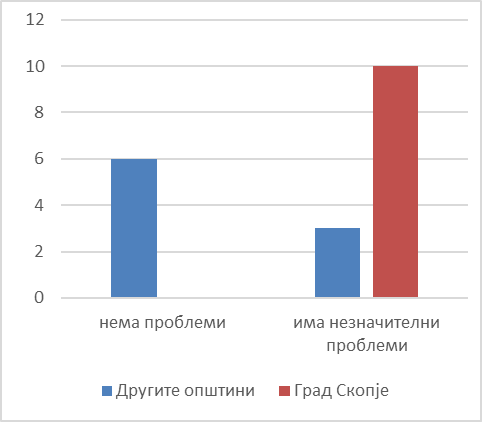 12
10
8
6
4
2
0
нема проблеми
има незначителни
проблеми
Другите општини
Град Скопје